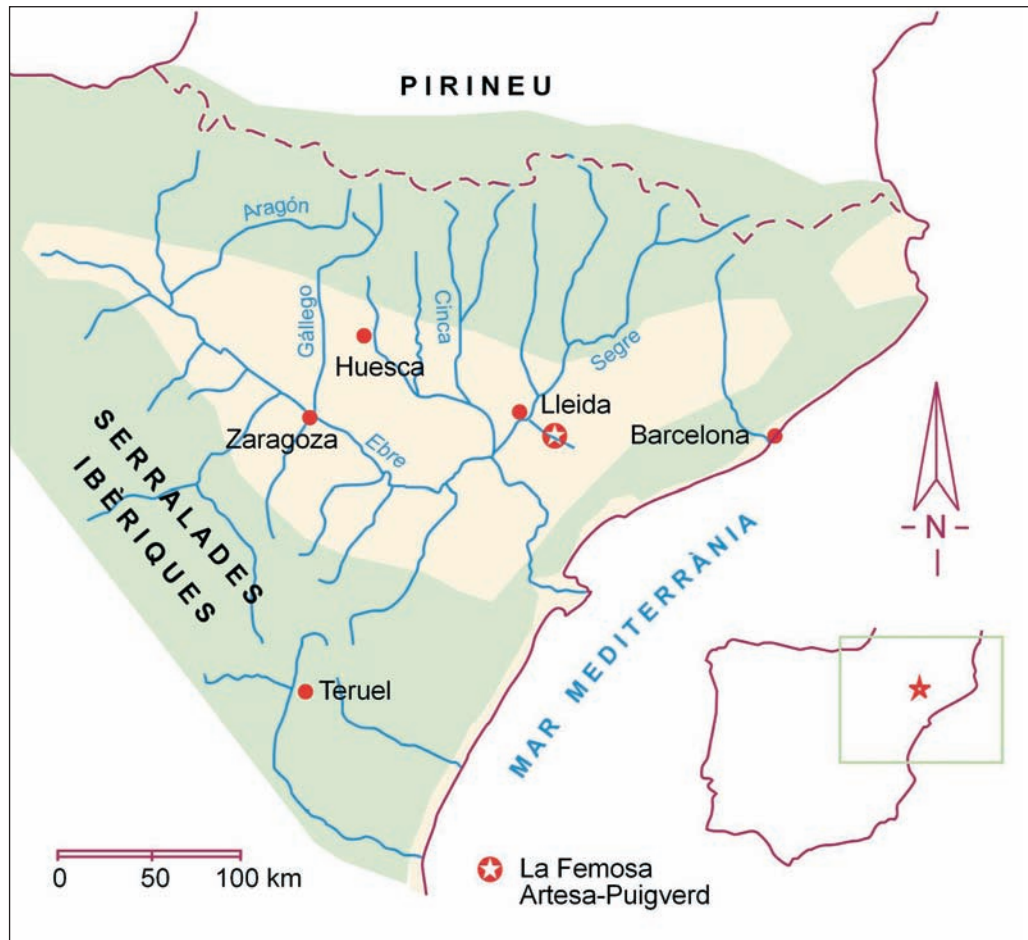 PIRINEU
Aragón
Gállego
Cinca
Segre
Huesca
Lleida
Zaragoza
Ebre
Barcelona
SERRALADES
IBÈRIQUES
N
MAR MEDITERRÀNIA
Teruel
0 50 100 km
La Femosa
Artesa-Puigverd